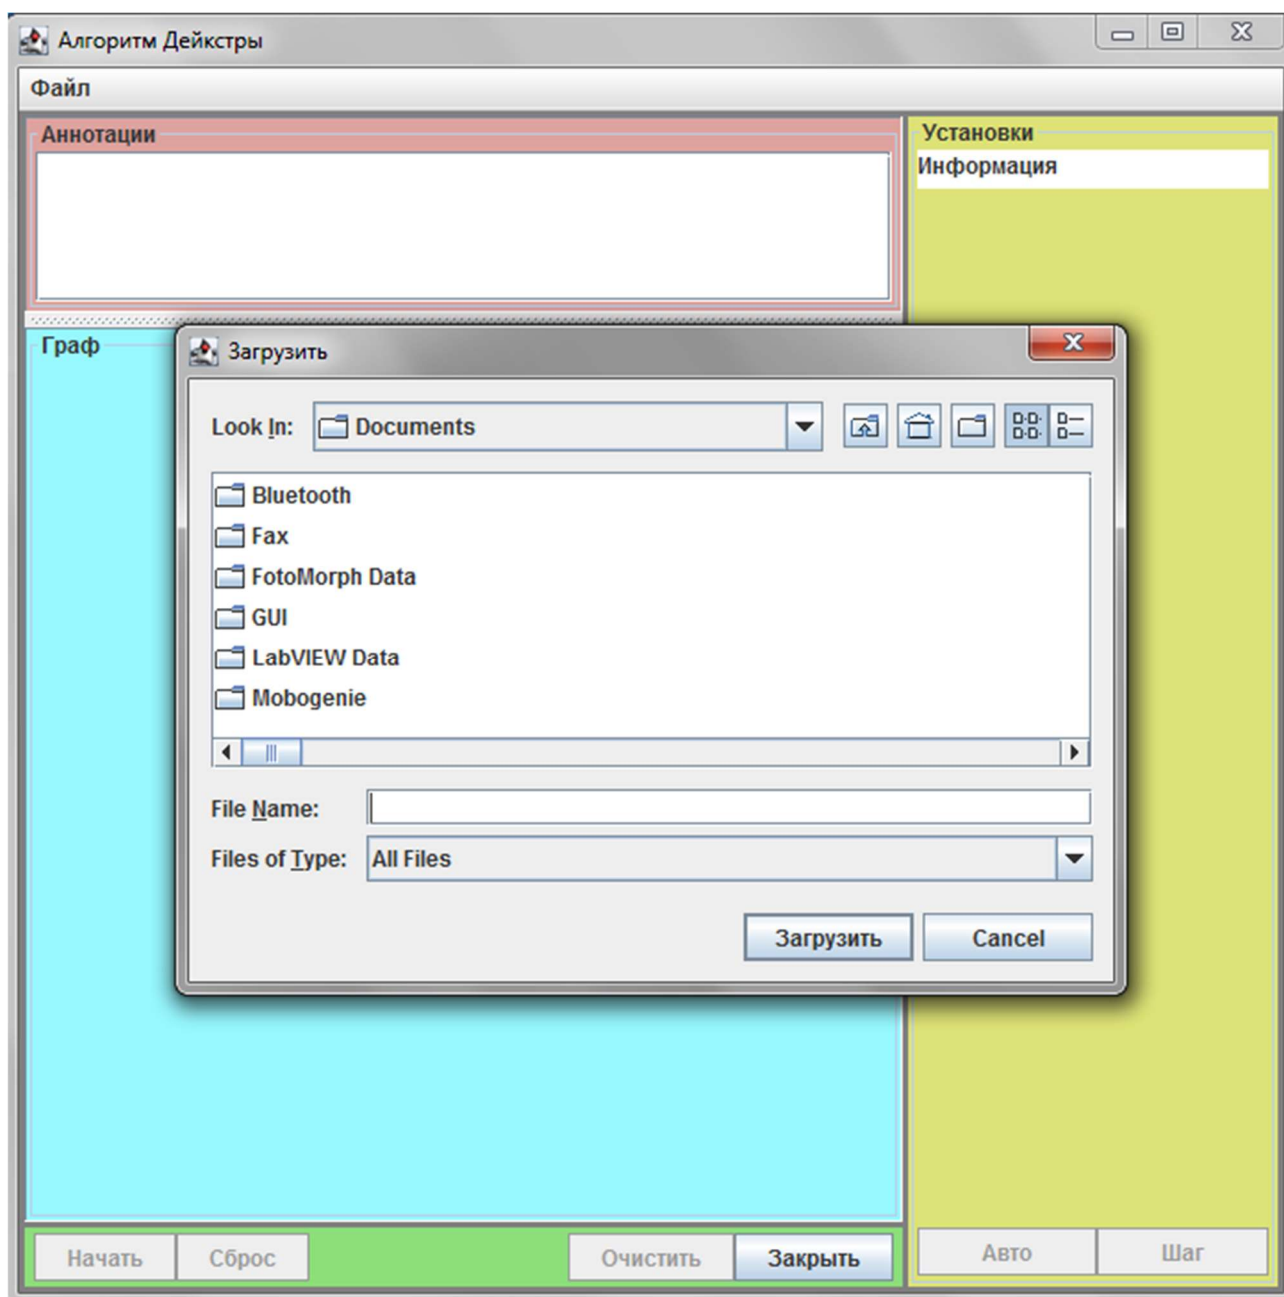 Алгоритм Дейкстры
Файл
Аннотации
Установки
Информация
Граф
Загрузить
Look In: Documents
Bluetooth
Fax
FotoMorph Data
GUI
LabVIEW Data
Mobogenie
File Name:
Files of Type: All Files
Загрузить Cancel
Начать Сброс Очистить Закрыть Авто Шаг